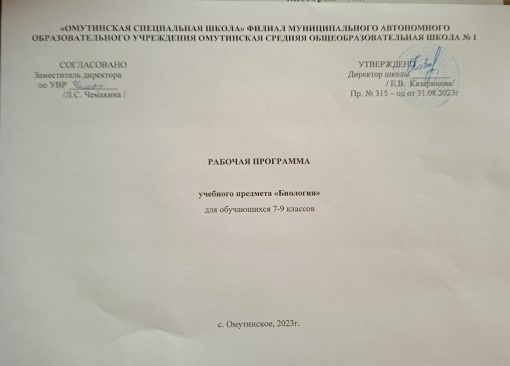 «ОМУТИНСКАЯ СПЕЦИАЛЬНАЯ ШКОЛА» ФИЛИАЛ МУНИЦИПАЛЬНОГО АВТОНОМНОГО
ОБРАЗОВАТЕЛЬНОГО УЧРЕЖДЕНИЯ ОМУТИНСКАЯ СРЕДНЯЯ ОБЩЕОБРАЗОВАТЕЛЬНАЯ ШКОЛА № 1
СОГЛАСОВАНО
Заместитель директора
по УВР
/Л.С. Чемакина /
УТВЕРЖДЕНО
Директор школы
/ Е.В. Казаринова/
Пр. № 315 – од от 31.08.2023г
РАБОЧАЯ ПРОГРАММА
учебного предмета «Биология»
для обучающихся 7-9 классов
с. Омутинское, 2023г.